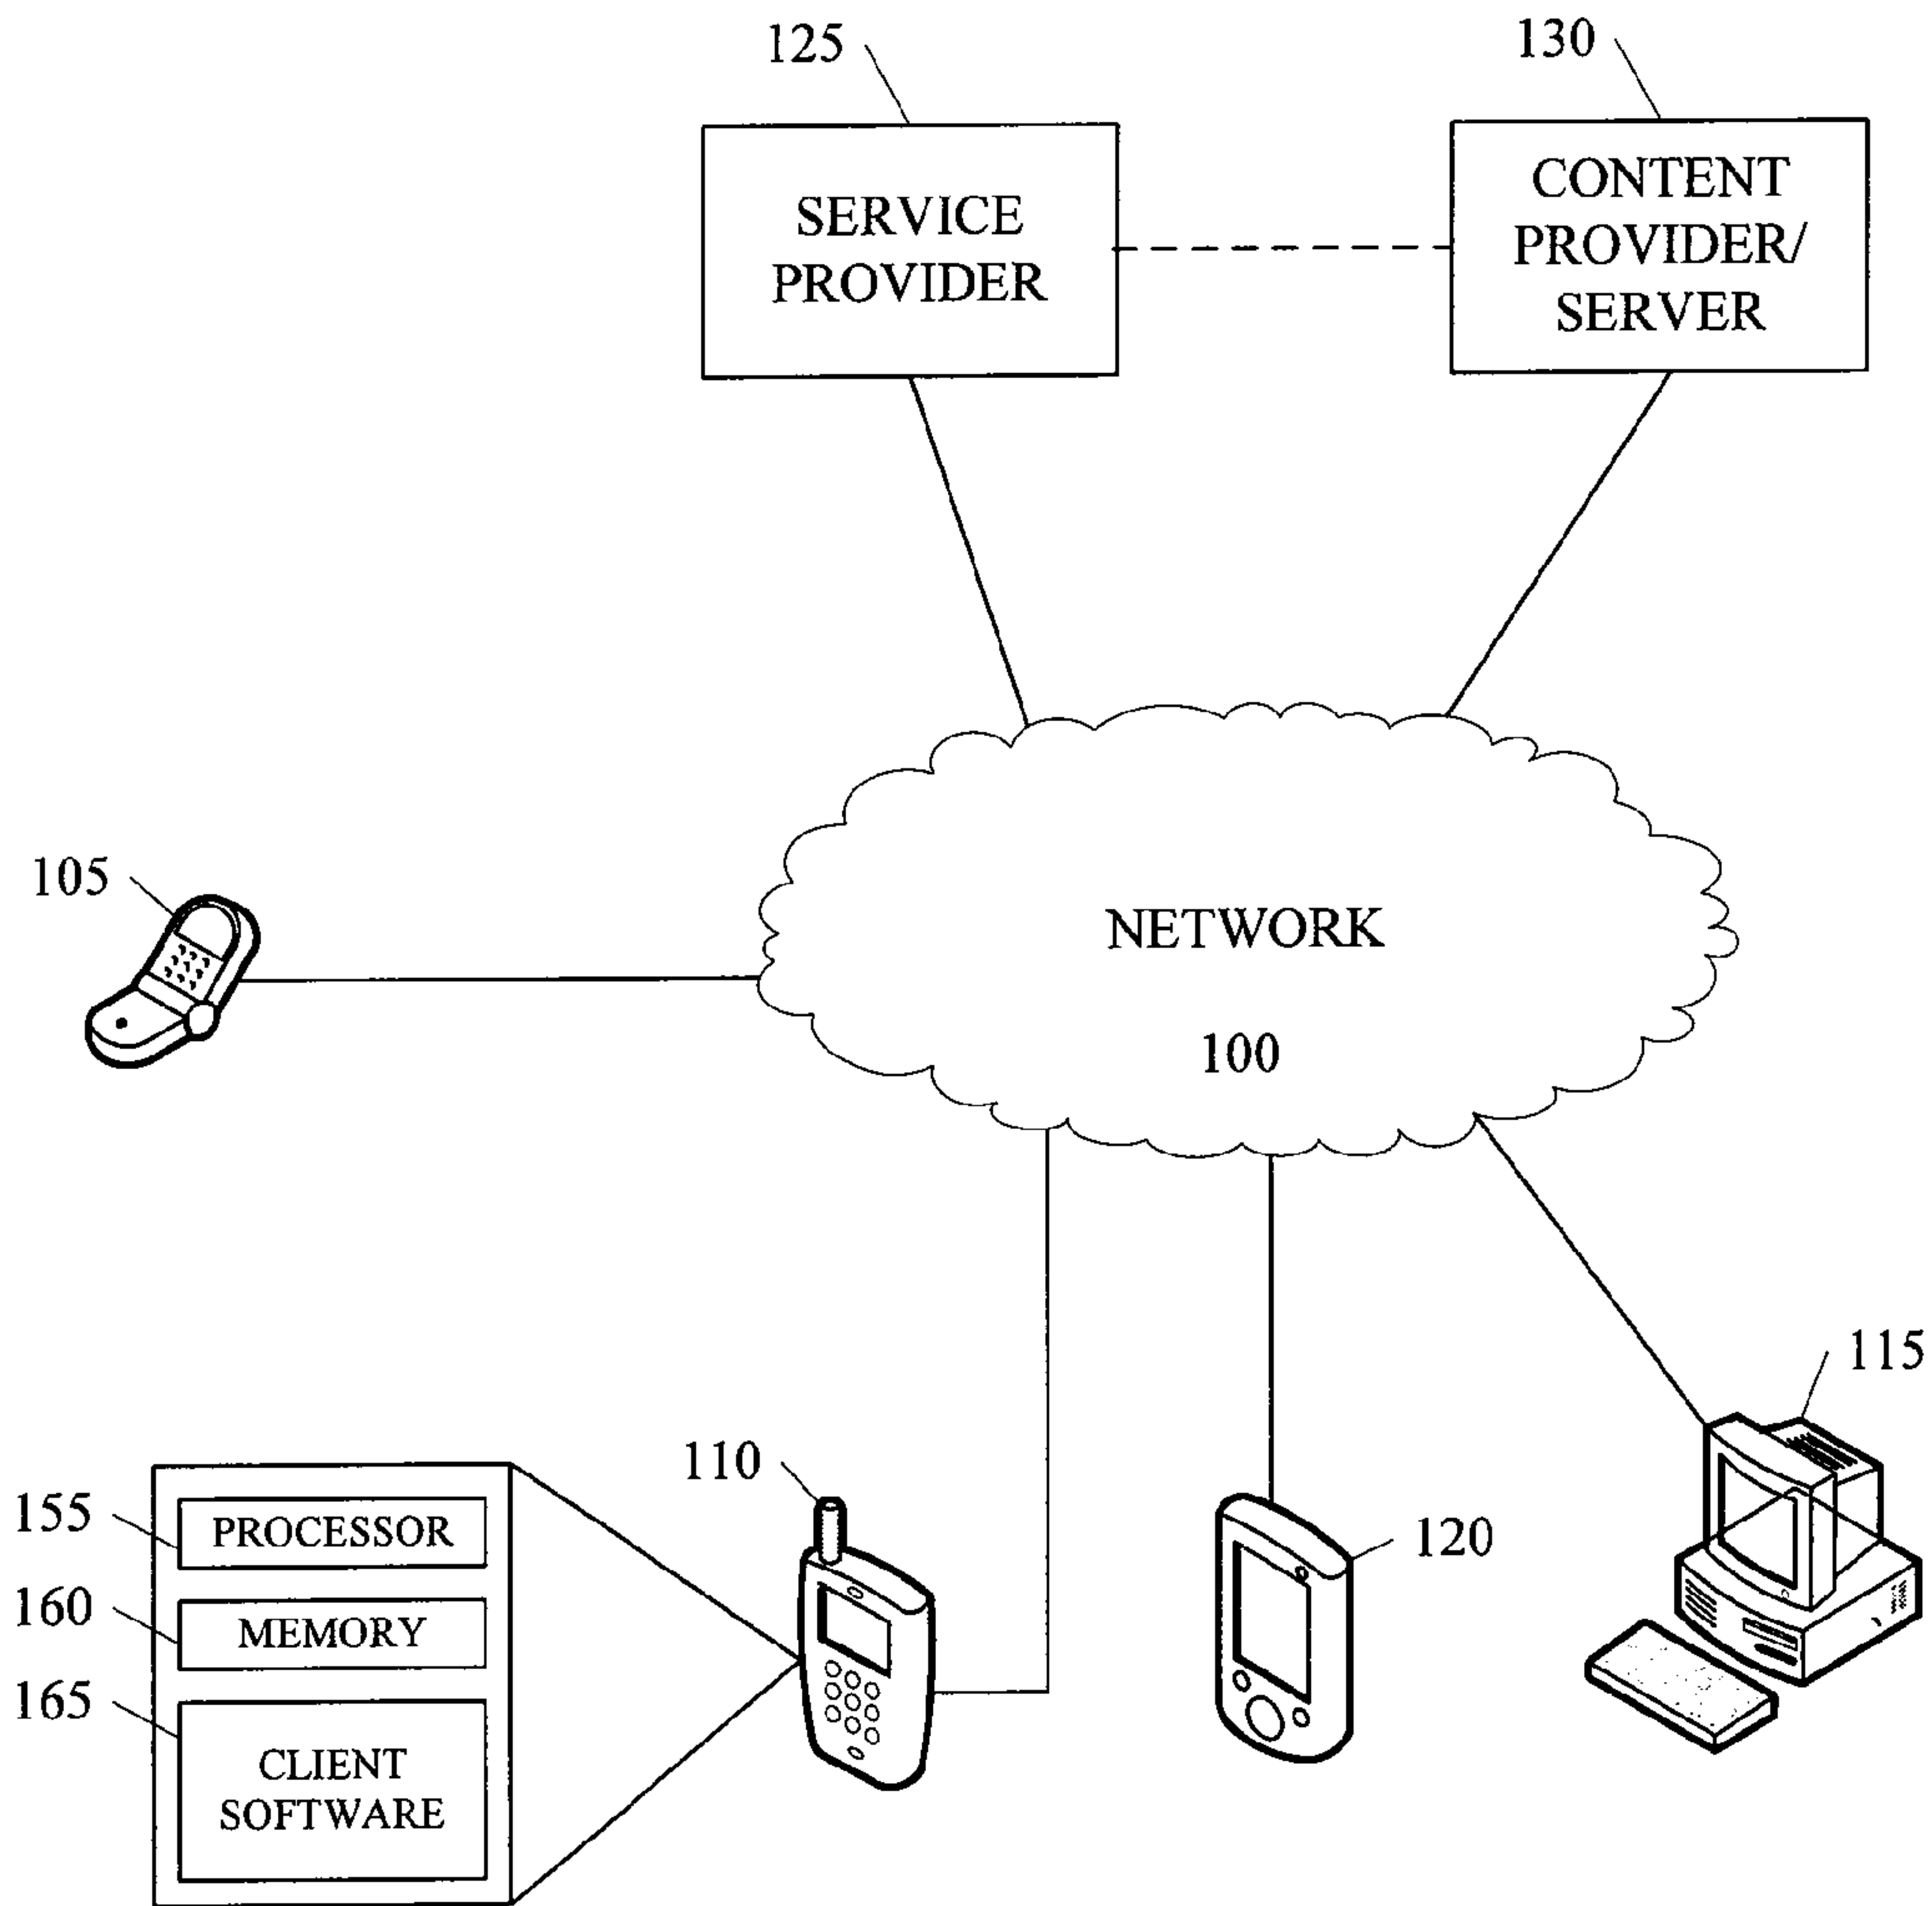 125
130
SERVICE
PROVIDER
CONTENT
PROVIDER/
SERVER
105
NETWORK
100
115
110
120
155
PROCESSOR
160
MEMORY
165
CLIENT
SOFTWARE